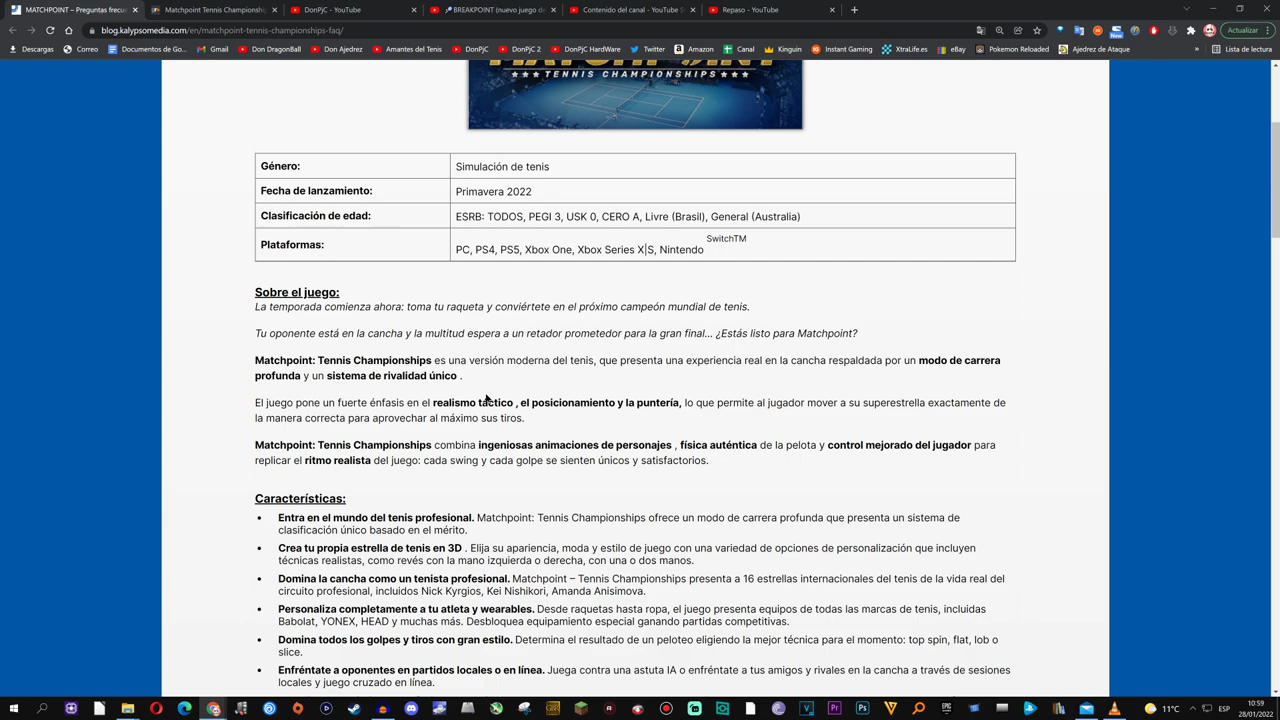 MATCHPOINT – Preguntas frecue
Matchpoint Tennis Championship
DonPjC - YouTube
BREAKPOINT (nuevo juego de
Contenido del canal - YouTube S
Repaso - YouTube
blog.kalypsomedia.com/en/matchpoint-tennis-championships-faq/
Actualizar
Descargas
Correo
Documentos de Go...
Gmail
Don DragonBall
Don Ajedrez
Amantes del Tenis
DonPjC
DonPjC 2
DonPjC HardWare
Twitter
Amazon
Canal
Kinguin
Instant Gaming
XtraLife.es
eBay
Pokemon Reloaded
Ajedrez de Ataque
»
Lista de lectura
TENNIS CHAMPIONSHIPS
Género: Simulación de tenis
Fecha de lanzamiento: Primavera 2022
Clasificación de edad: ESRB: TODOS, PEGI 3, USK 0, CERO A, Livre (Brasil), General (Australia)
Plataformas: PC, PS4, PS5, Xbox One, Xbox Series X|S, Nintendo SwitchTM
Sobre el juego:
La temporada comienza ahora: toma tu raqueta y conviértete en el próximo campeón mundial de tenis.
Tu oponente está en la cancha y la multitud espera a un retador prometedor para la gran final... ¿Estás listo para Matchpoint?
Matchpoint: Tennis Championships es una versión moderna del tenis, que presenta una experiencia real en la cancha respaldada por un modo de carrera
profunda y un sistema de rivalidad único .
El juego pone un fuerte énfasis en el realismo táctico , el posicionamiento y la puntería, lo que permite al jugador mover a su superestrella exactamente de
la manera correcta para aprovechar al máximo sus tiros.
Matchpoint: Tennis Championships combina ingeniosas animaciones de personajes , física auténtica de la pelota y control mejorado del jugador para
replicar el ritmo realista del juego: cada swing y cada golpe se sienten únicos y satisfactorios.
Características:
• Entra en el mundo del tenis profesional. Matchpoint: Tennis Championships ofrece un modo de carrera profunda que presenta un sistema de
clasificación único basado en el mérito.
• Crea tu propia estrella de tenis en 3D . Elija su apariencia, moda y estilo de juego con una variedad de opciones de personalización que incluyen
técnicas realistas, como revés con la mano izquierda o derecha, con una o dos manos.
• Domina la cancha como un tenista profesional. Matchpoint – Tennis Championships presenta a 16 estrellas internacionales del tenis de la vida real del
circuito profesional, incluidos Nick Kyrgios, Kei Nishikori, Amanda Anisimova.
• Personaliza completamente a tu atleta y wearables. Desde raquetas hasta ropa, el juego presenta equipos de todas las marcas de tenis, incluidas
Babolat, YONEX, HEAD y muchas más. Desbloquea equipamiento especial ganando partidas competitivas.
• Domina todos los golpes y tiros con gran estilo. Determina el resultado de un peloteo eligiendo la mejor técnica para el momento: top spin, flat, lob o
slice.
• Enfréntate a oponentes en partidos locales o en línea. Juega contra una astuta IA o enfréntate a tus amigos y rivales en la cancha a través de sesiones
locales y juego cruzado en línea.
11°C
ESP
10:59
28/01/2022